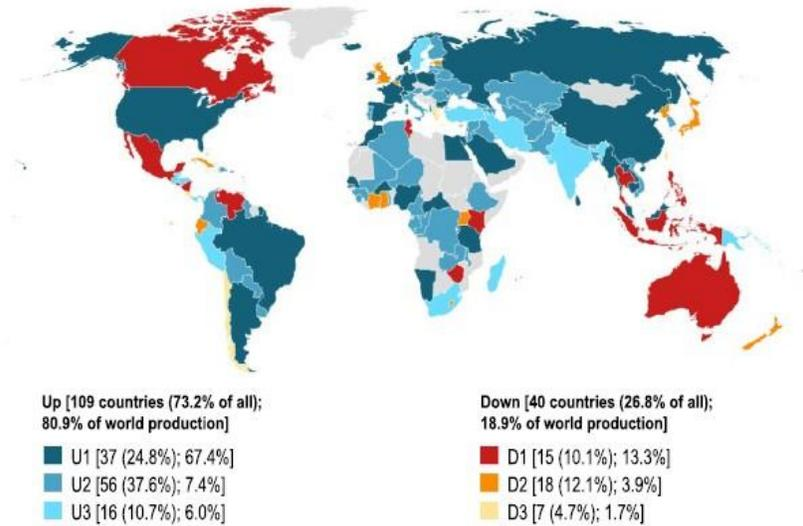 Up [109 countries (73.2% of all);
80.9% of world production]
U1 [37 (24.8%); 67.4%]
U2 [56 (37.6%); 7.4%]
U3 [16 (10.7%); 6.0%]
Down [40 countries (26.8% of all);
18.9% of world production]
D1 [15 (10.1%); 13.3%]
D2 [18 (12.1%); 3.9%]
D3 [7 (4.7%); 1.7%]